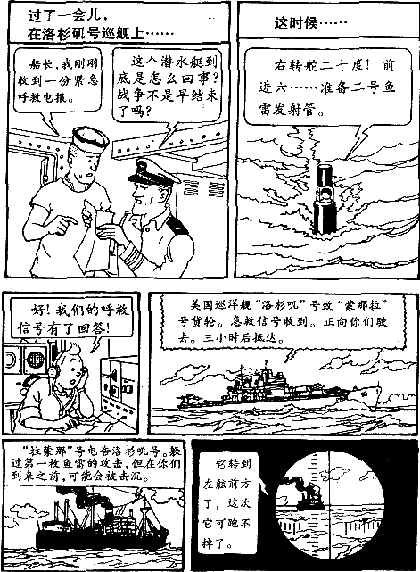 过了一会儿，
在洛杉矶号巡舰上……
船长，我刚刚
收到一份紧急
呼救电报。
这入潜水艇到
底是怎么回事？
战争不是早结束
了吗？
这时候……
右转舵二十度！前
近六……准备二号鱼
雷发射管。
好！我们的呼救
信号有了回答！
美国巡洋舰“洛杉矶”号致“索那拉”
号货轮。急救信号收到。正向你们驶
去。三小时后抵达。
“拉索那”号电告洛杉矶号。躲
过第一枚鱼雷的攻击，但在你们
到来之前，可能会被击沉。
它转到
左舷前方
了，这次
它可跑不
掉了。